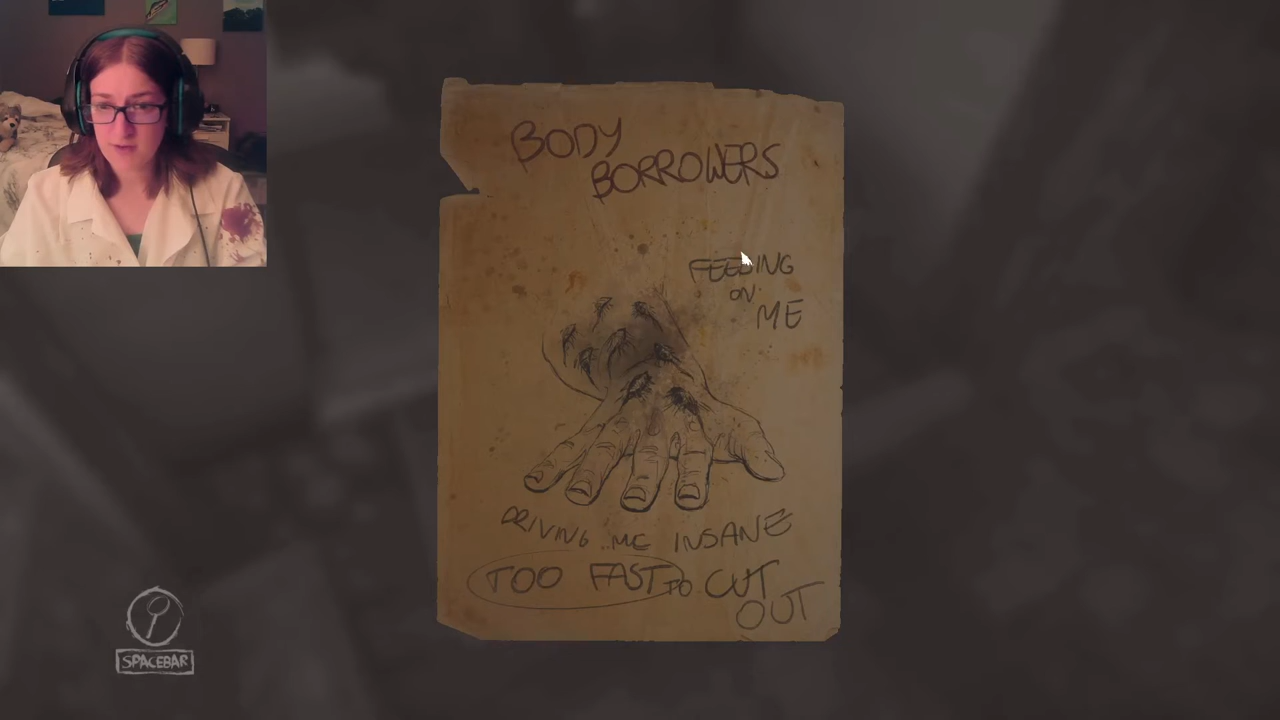 BODY
BORROWERS
FEEDING
ON
ME
DRIVING ME INSANE
TOO FAST TO CUT
OUT
SPACEBAR